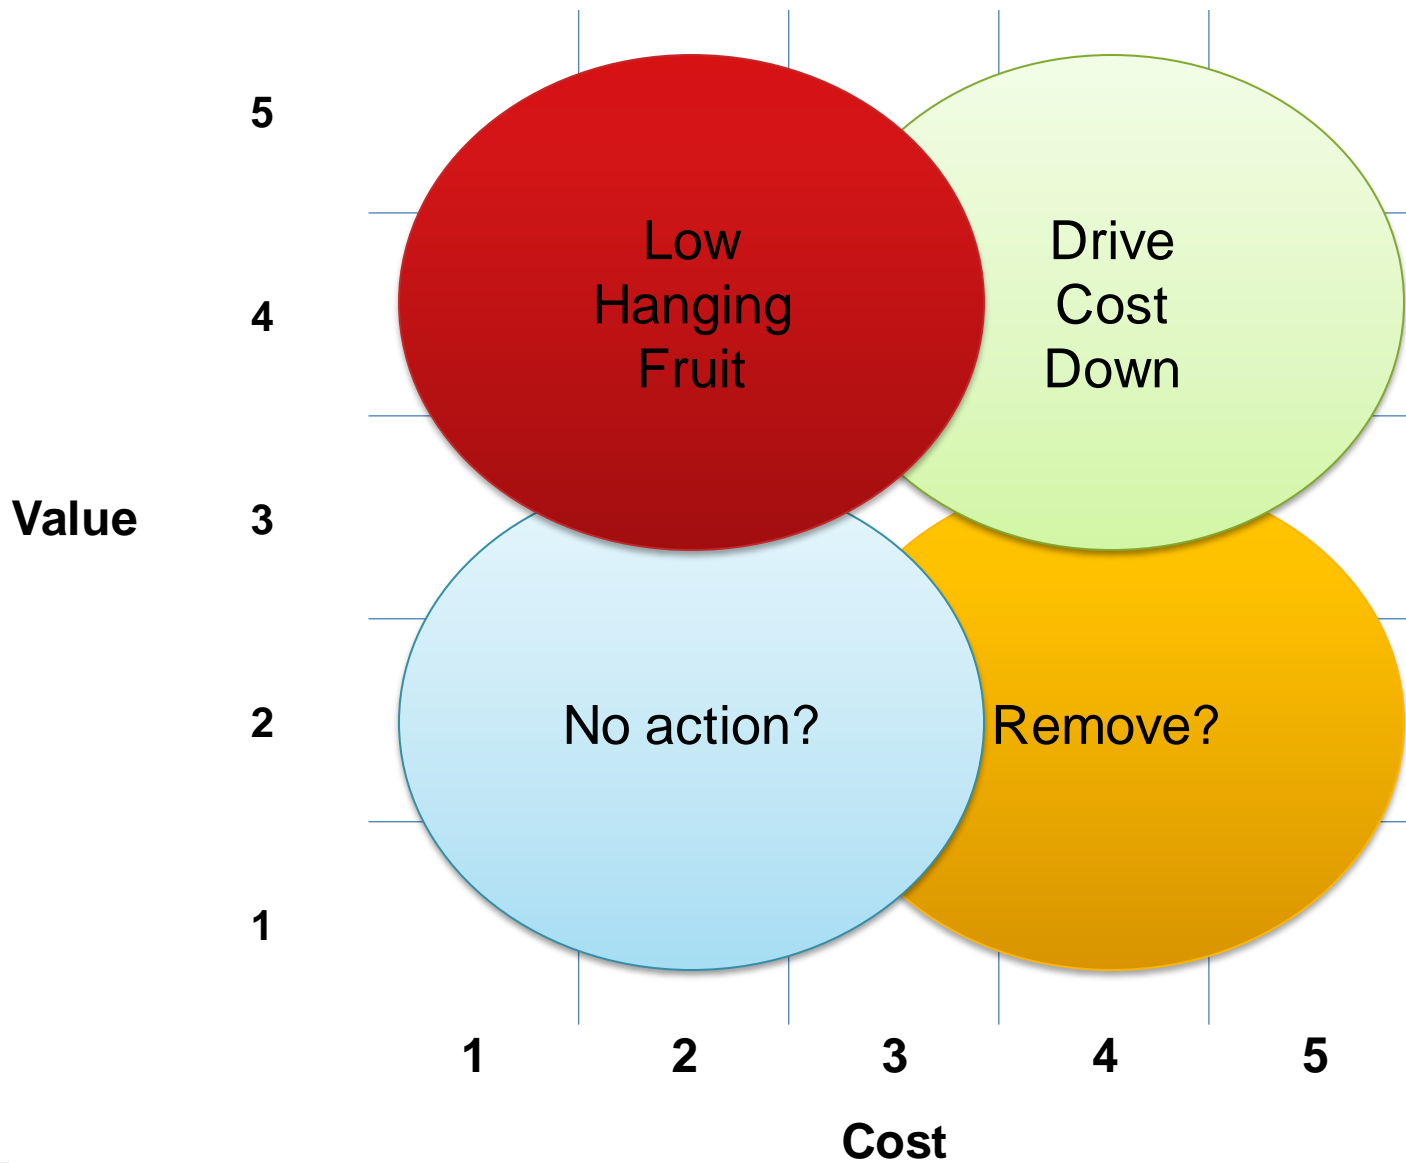 5
Low
Hanging
Fruit
Drive
Cost
Down
4
Value
3
No action?
Remove?
2
1
1 2 3 4 5
Cost